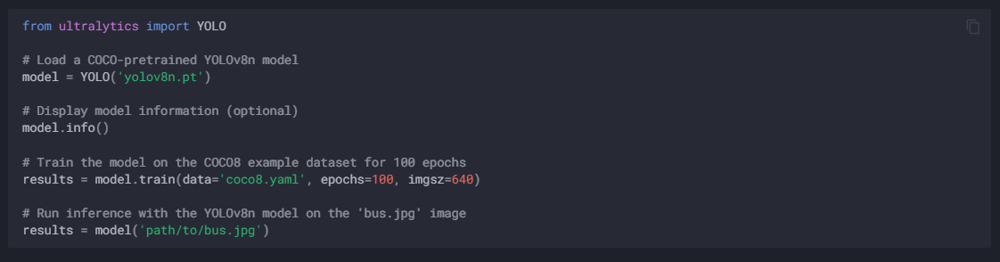 from ultralytics import YOLO
# Load a COCO-pretrained YOLOv8n model
model = YOLO('yolov8n.pt')
# Display model information (optional)
model.info()
# Train the model on the COCO8 example dataset for 100 epochs
results = model.train(data='coco8.yaml', epochs=100, imgsz=640)
# Run inference with the YOLOv8n model on the 'bus.jpg' image
results = model('path/to/bus.jpg')